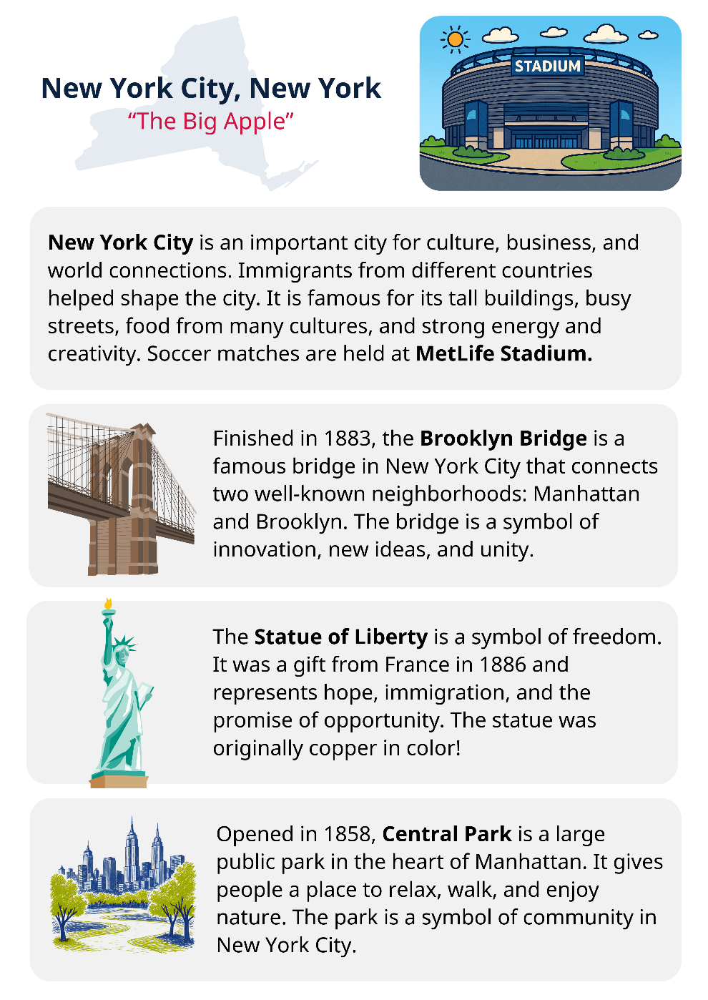 New York City, New York
“The Big Apple”
STADIUM
New York City is an important city for culture, business, and
world connections. Immigrants from different countries
helped shape the city. It is famous for its tall buildings, busy
streets, food from many cultures, and strong energy and
creativity. Soccer matches are held at MetLife Stadium.
Finished in 1883, the Brooklyn Bridge is a
famous bridge in New York City that connects
two well-known neighborhoods: Manhattan
and Brooklyn. The bridge is a symbol of
innovation, new ideas, and unity.
The Statue of Liberty is a symbol of freedom.
It was a gift from France in 1886 and
represents hope, immigration, and the
promise of opportunity. The statue was
originally copper in color!
Opened in 1858, Central Park is a large
public park in the heart of Manhattan. It gives
people a place to relax, walk, and enjoy
nature. The park is a symbol of community in
New York City.